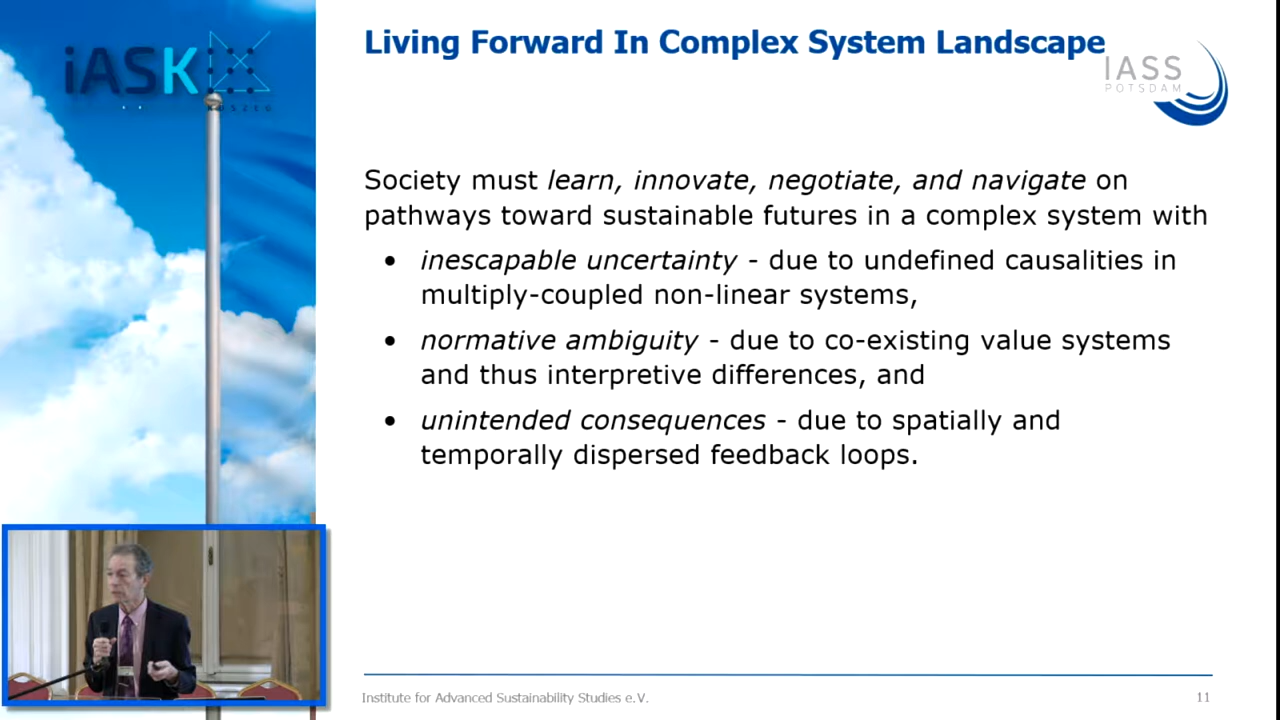 iASK
KŐSZEG
Living Forward In Complex System Landscape
IASS
POTSDAM
Society must learn, innovate, negotiate, and navigate on
pathways toward sustainable futures in a complex system with
• inescapable uncertainty - due to undefined causalities in
multiply-coupled non-linear systems,
• normative ambiguity - due to co-existing value systems
and thus interpretive differences, and
• unintended consequences - due to spatially and
temporally dispersed feedback loops.
Institute for Advanced Sustainability Studies e.V.
11